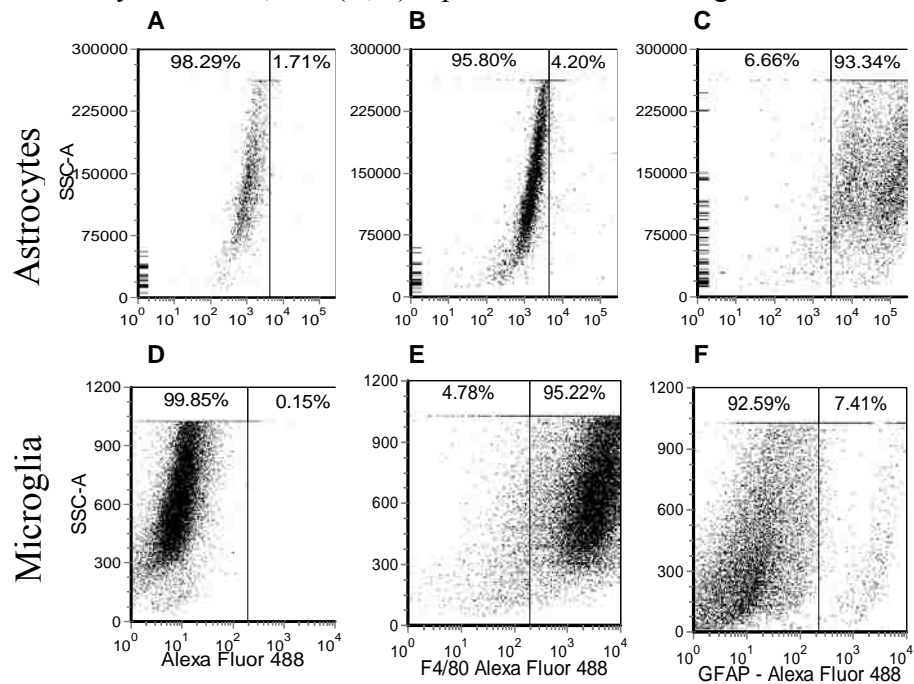 A B C
300000 98.29% 1.71% 300000 95.80% 4.20% 300000 6.66% 93.34%
225000 225000 225000
Astrocytes
SSC-A
150000 150000 150000
75000 75000 75000
0 0 0
10^0 10^1 10^2 10^3 10^4 10^5 10^0 10^1 10^2 10^3 10^4 10^5 10^0 10^1 10^2 10^3 10^4 10^5
D E F
1200 99.85% 0.15% 1200 4.78% 95.22% 1200 92.59% 7.41%
900 900 900
Microglia
SSC-A
600 600 600
300 300 300
0 0 0
10^0 10^1 10^2 10^3 10^4 10^0 10^1 10^2 10^3 10^4 10^0 10^1 10^2 10^3 10^4
Alexa Fluor 488 F4/80 Alexa Fluor 488 GFAP - Alexa Fluor 488